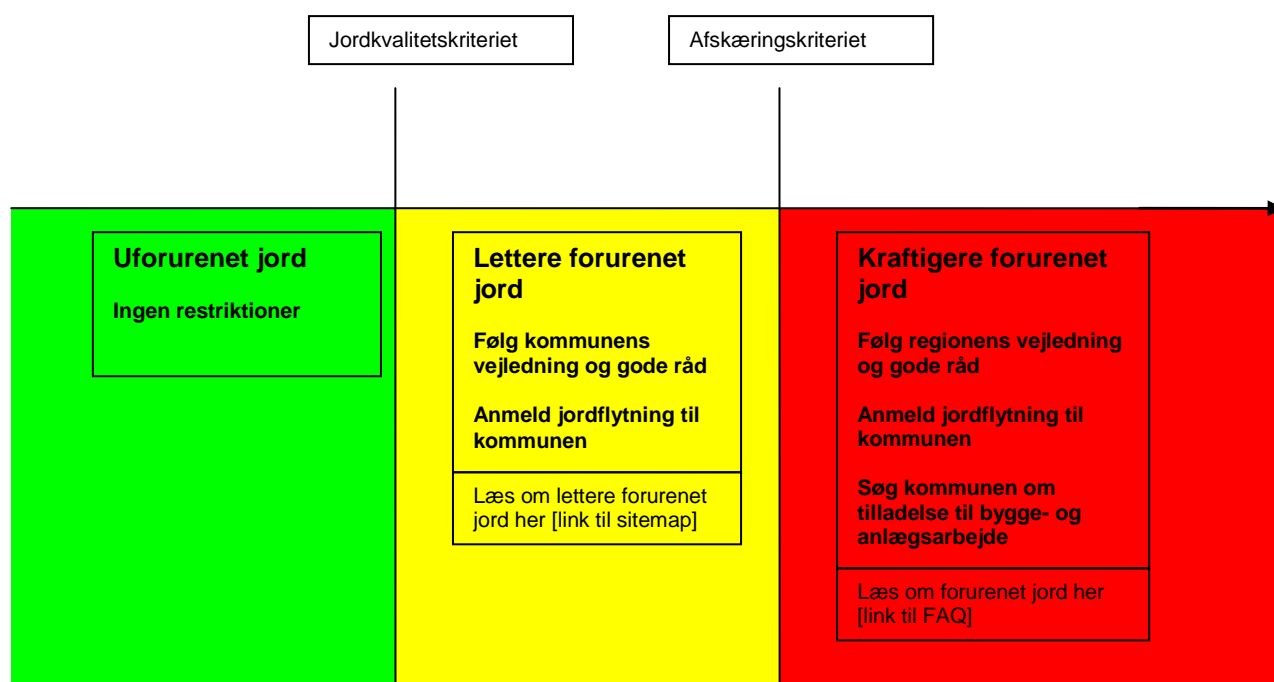 Jordkvalitetskriteriet
Afskæringskriteriet
Uforurenet jord
Ingen restriktioner
Lettere forurenet
jord
Følg kommunens
vejledning og gode råd
Anmeld jordflytning til
kommunen
Læs om lettere forurenet
jord her [link til sitemap]
Kraftigere forurenet
jord
Følg regionens vejledning
og gode råd
Anmeld jordflytning til
kommunen
Søg kommunen om
tilladelse til bygge- og
anlægsarbejde
Læs om forurenet jord her
[link til FAQ]